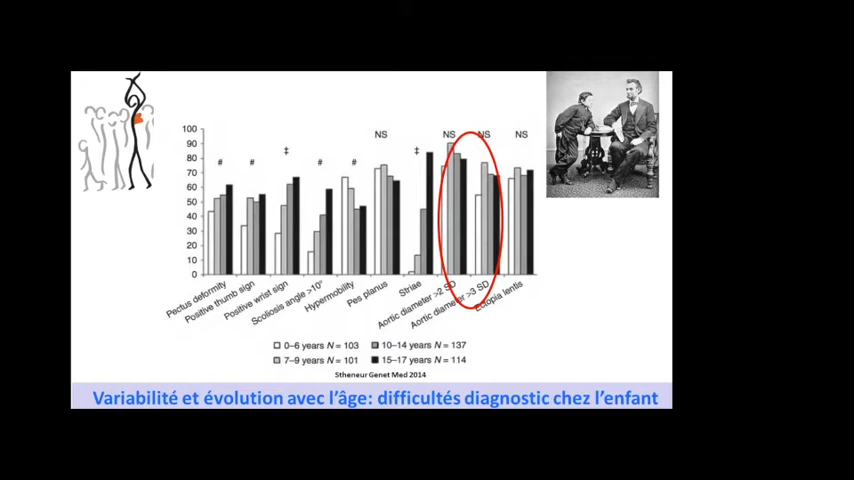 NS
NS
NS
NS
‡
‡
#
#
#
#
100
90
80
70
60
50
40
30
20
10
0
Pectus deformity
Positive thumb sign
Positive wrist sign
Scoliosis angle >10°
Hypermobility
Pes planus
Striae
Aortic diameter >2 SD
Aortic diameter >3 SD
Ectopia lentis
0–6 years N = 103
10–14 years N = 137
7–9 years N = 101
15–17 years N = 114
Stheneur Genet Med 2014
Variabilité et évolution avec l’âge: difficultés diagnostic chez l’enfant